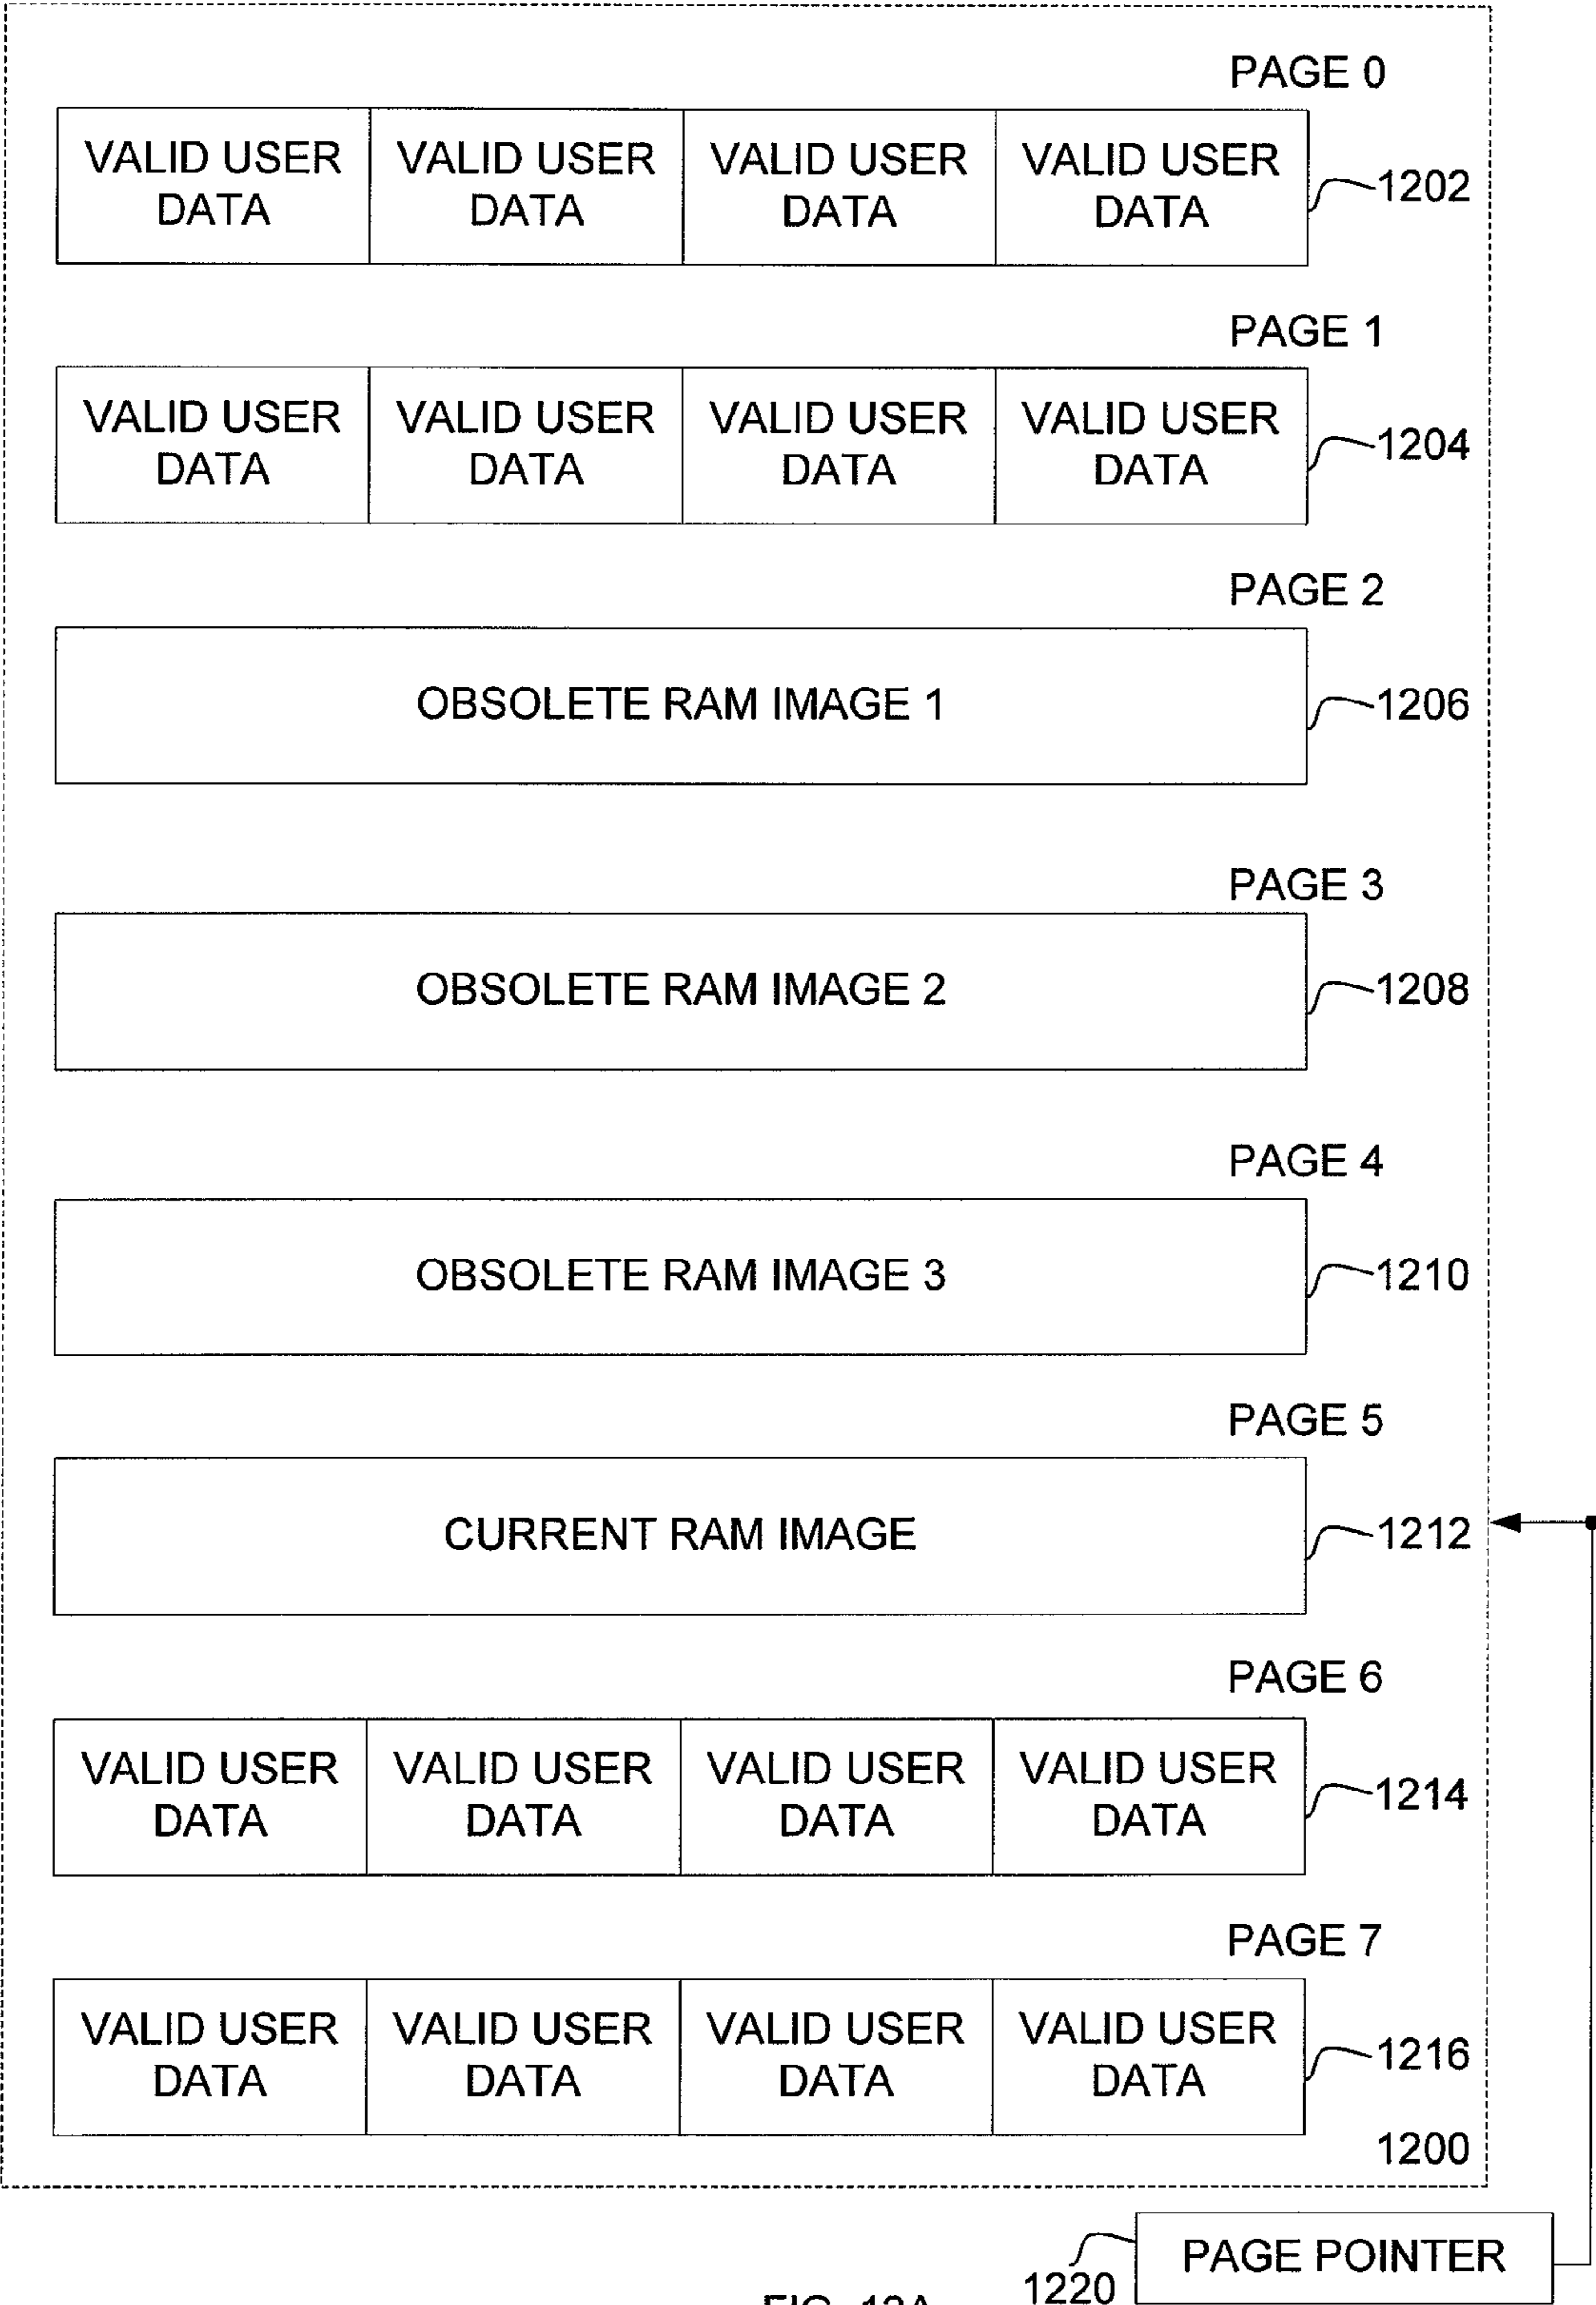 PAGE 0
VALID USER DATA VALID USER DATA VALID USER DATA VALID USER DATA
1202
PAGE 1
VALID USER DATA VALID USER DATA VALID USER DATA VALID USER DATA
1204
PAGE 2
OBSOLETE RAM IMAGE 1
1206
PAGE 3
OBSOLETE RAM IMAGE 2
1208
PAGE 4
OBSOLETE RAM IMAGE 3
1210
PAGE 5
CURRENT RAM IMAGE
1212
PAGE 6
VALID USER DATA VALID USER DATA VALID USER DATA VALID USER DATA
1214
PAGE 7
VALID USER DATA VALID USER DATA VALID USER DATA VALID USER DATA
1216
1200
PAGE POINTER
1220